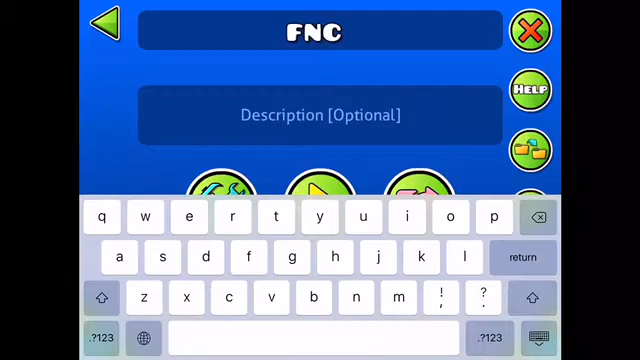 FNC
HELP
Description [Optional]
q w e r t y u i o p
a s d f g h j k l return
z x c v b n m ! , ? .
.?123 .?123